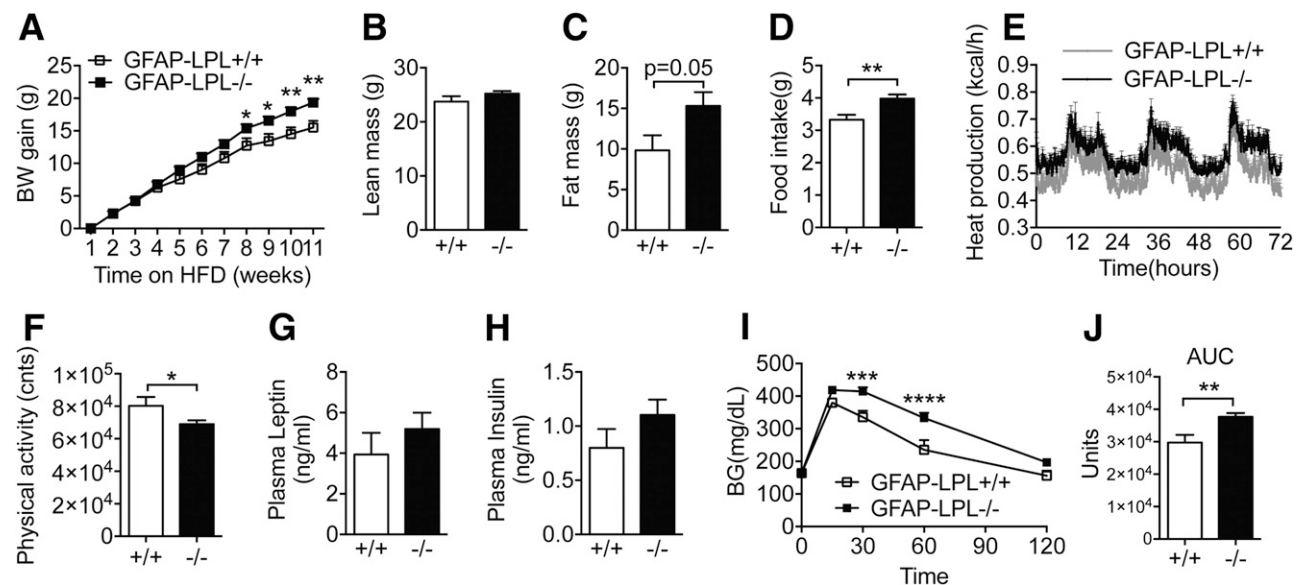 A
GFAP-LPL+/+
GFAP-LPL-/-
BW gain (g)
25
20
15
10
5
0
* * ** **
1 2 3 4 5 6 7 8 9 1011
Time on HFD (weeks)
B
Lean mass (g)
30
20
10
0
+/+ -/-
C
Fat mass (g)
20
15
10
5
0
p=0.05
+/+ -/-
D
Food intake(g)
5
4
3
2
1
0
**
+/+ -/-
E
GFAP-LPL+/+
GFAP-LPL-/-
Heat production (kcal/h)
0.9
0.8
0.7
0.6
0.5
0.4
0.3
0 12 24 36 48 60 72
Time(hours)
F
Physical activity (cnts)
1×10⁵
8×10⁴
6×10⁴
4×10⁴
2×10⁴
0
*
+/+ -/-
G
Plasma Leptin
(ng/ml)
8
6
4
2
0
+/+ -/-
H
Plasma Insulin
(ng/ml)
1.5
1.0
0.5
0.0
+/+ -/-
I
BG(mg/dL)
500
400
300
200
100
0
*** ****
GFAP-LPL+/+
GFAP-LPL-/-
0 30 60 90 120
Time
J
AUC
Units
5×10⁴
4×10⁴
3×10⁴
2×10⁴
1×10⁴
**
+/+ -/-